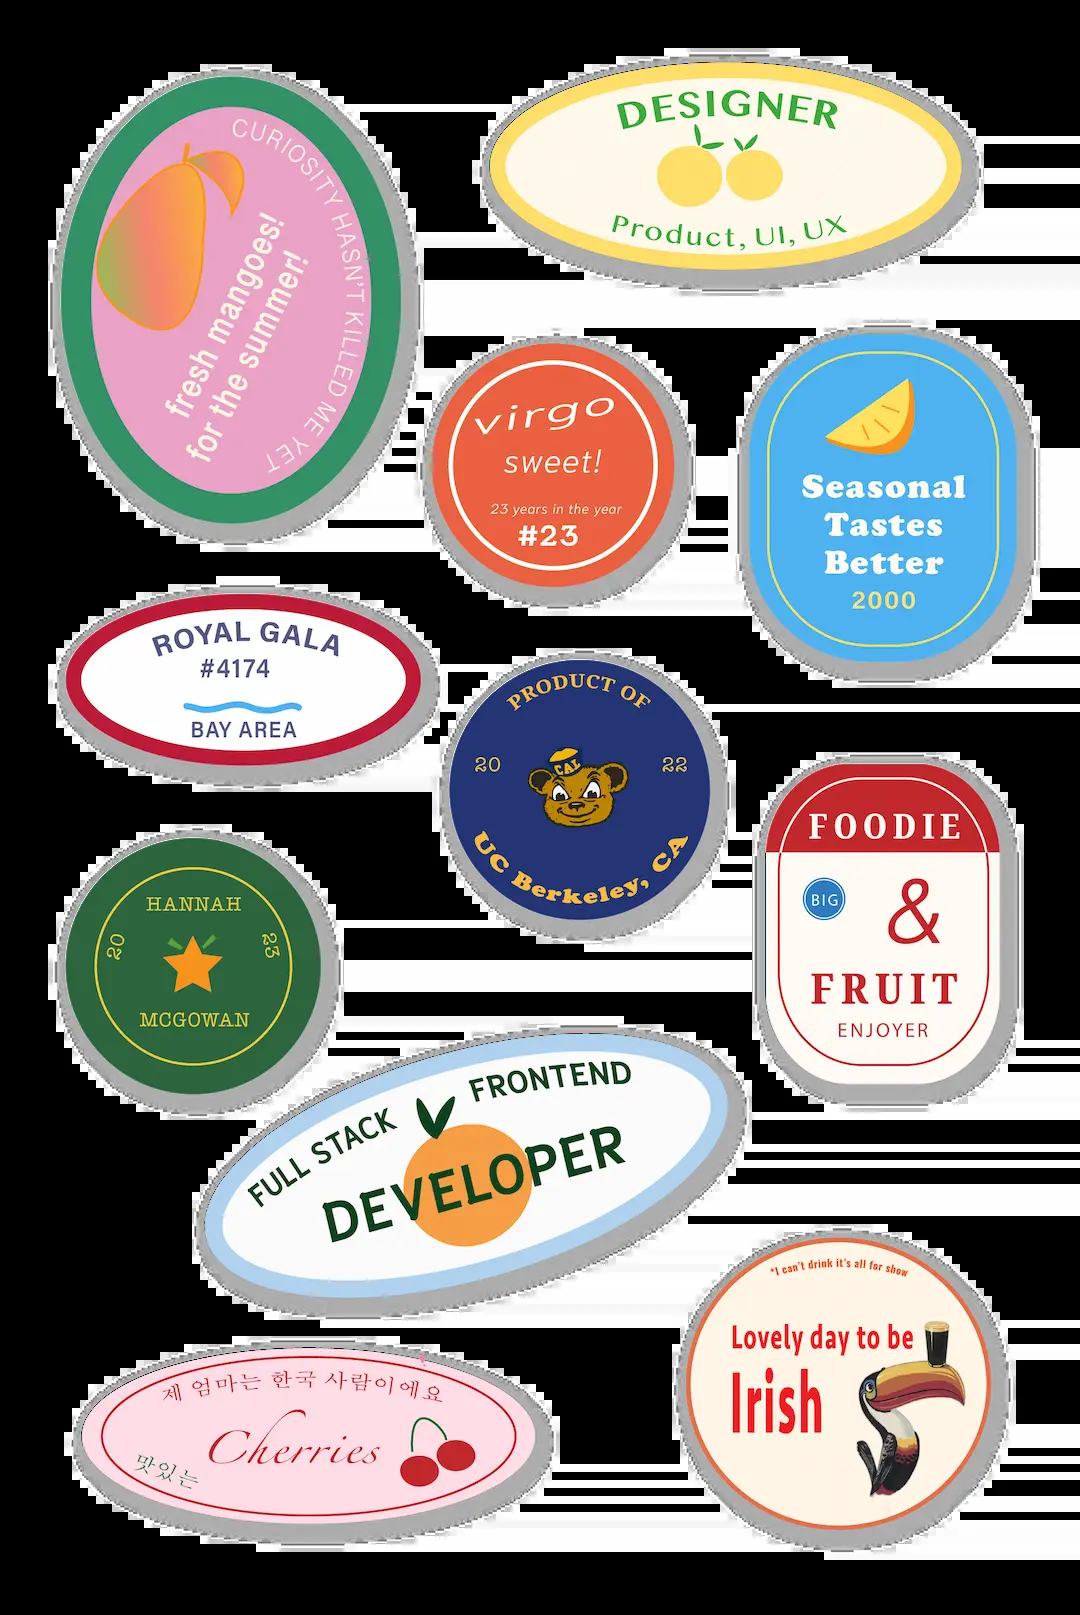 CURIOSITY HASN'T KILLED ME YET
fresh mangoes!
for the summer!
DESIGNER
Product, UI, UX
virgo
sweet!
23 years in the year
#23
Seasonal
Tastes
Better
2000
ROYAL GALA
#4174
BAY AREA
PRODUCT OF
20 22
CAL
UC Berkeley, CA
FOODIE
BIG &
FRUIT
ENJOYER
HANNAH
20 23
MCGOWAN
FULL STACK FRONTEND
DEVELOPER
*I can't drink it's all for show
Lovely day to be
Irish
제 엄마는 한국 사람이에요
Cherries
맛있는